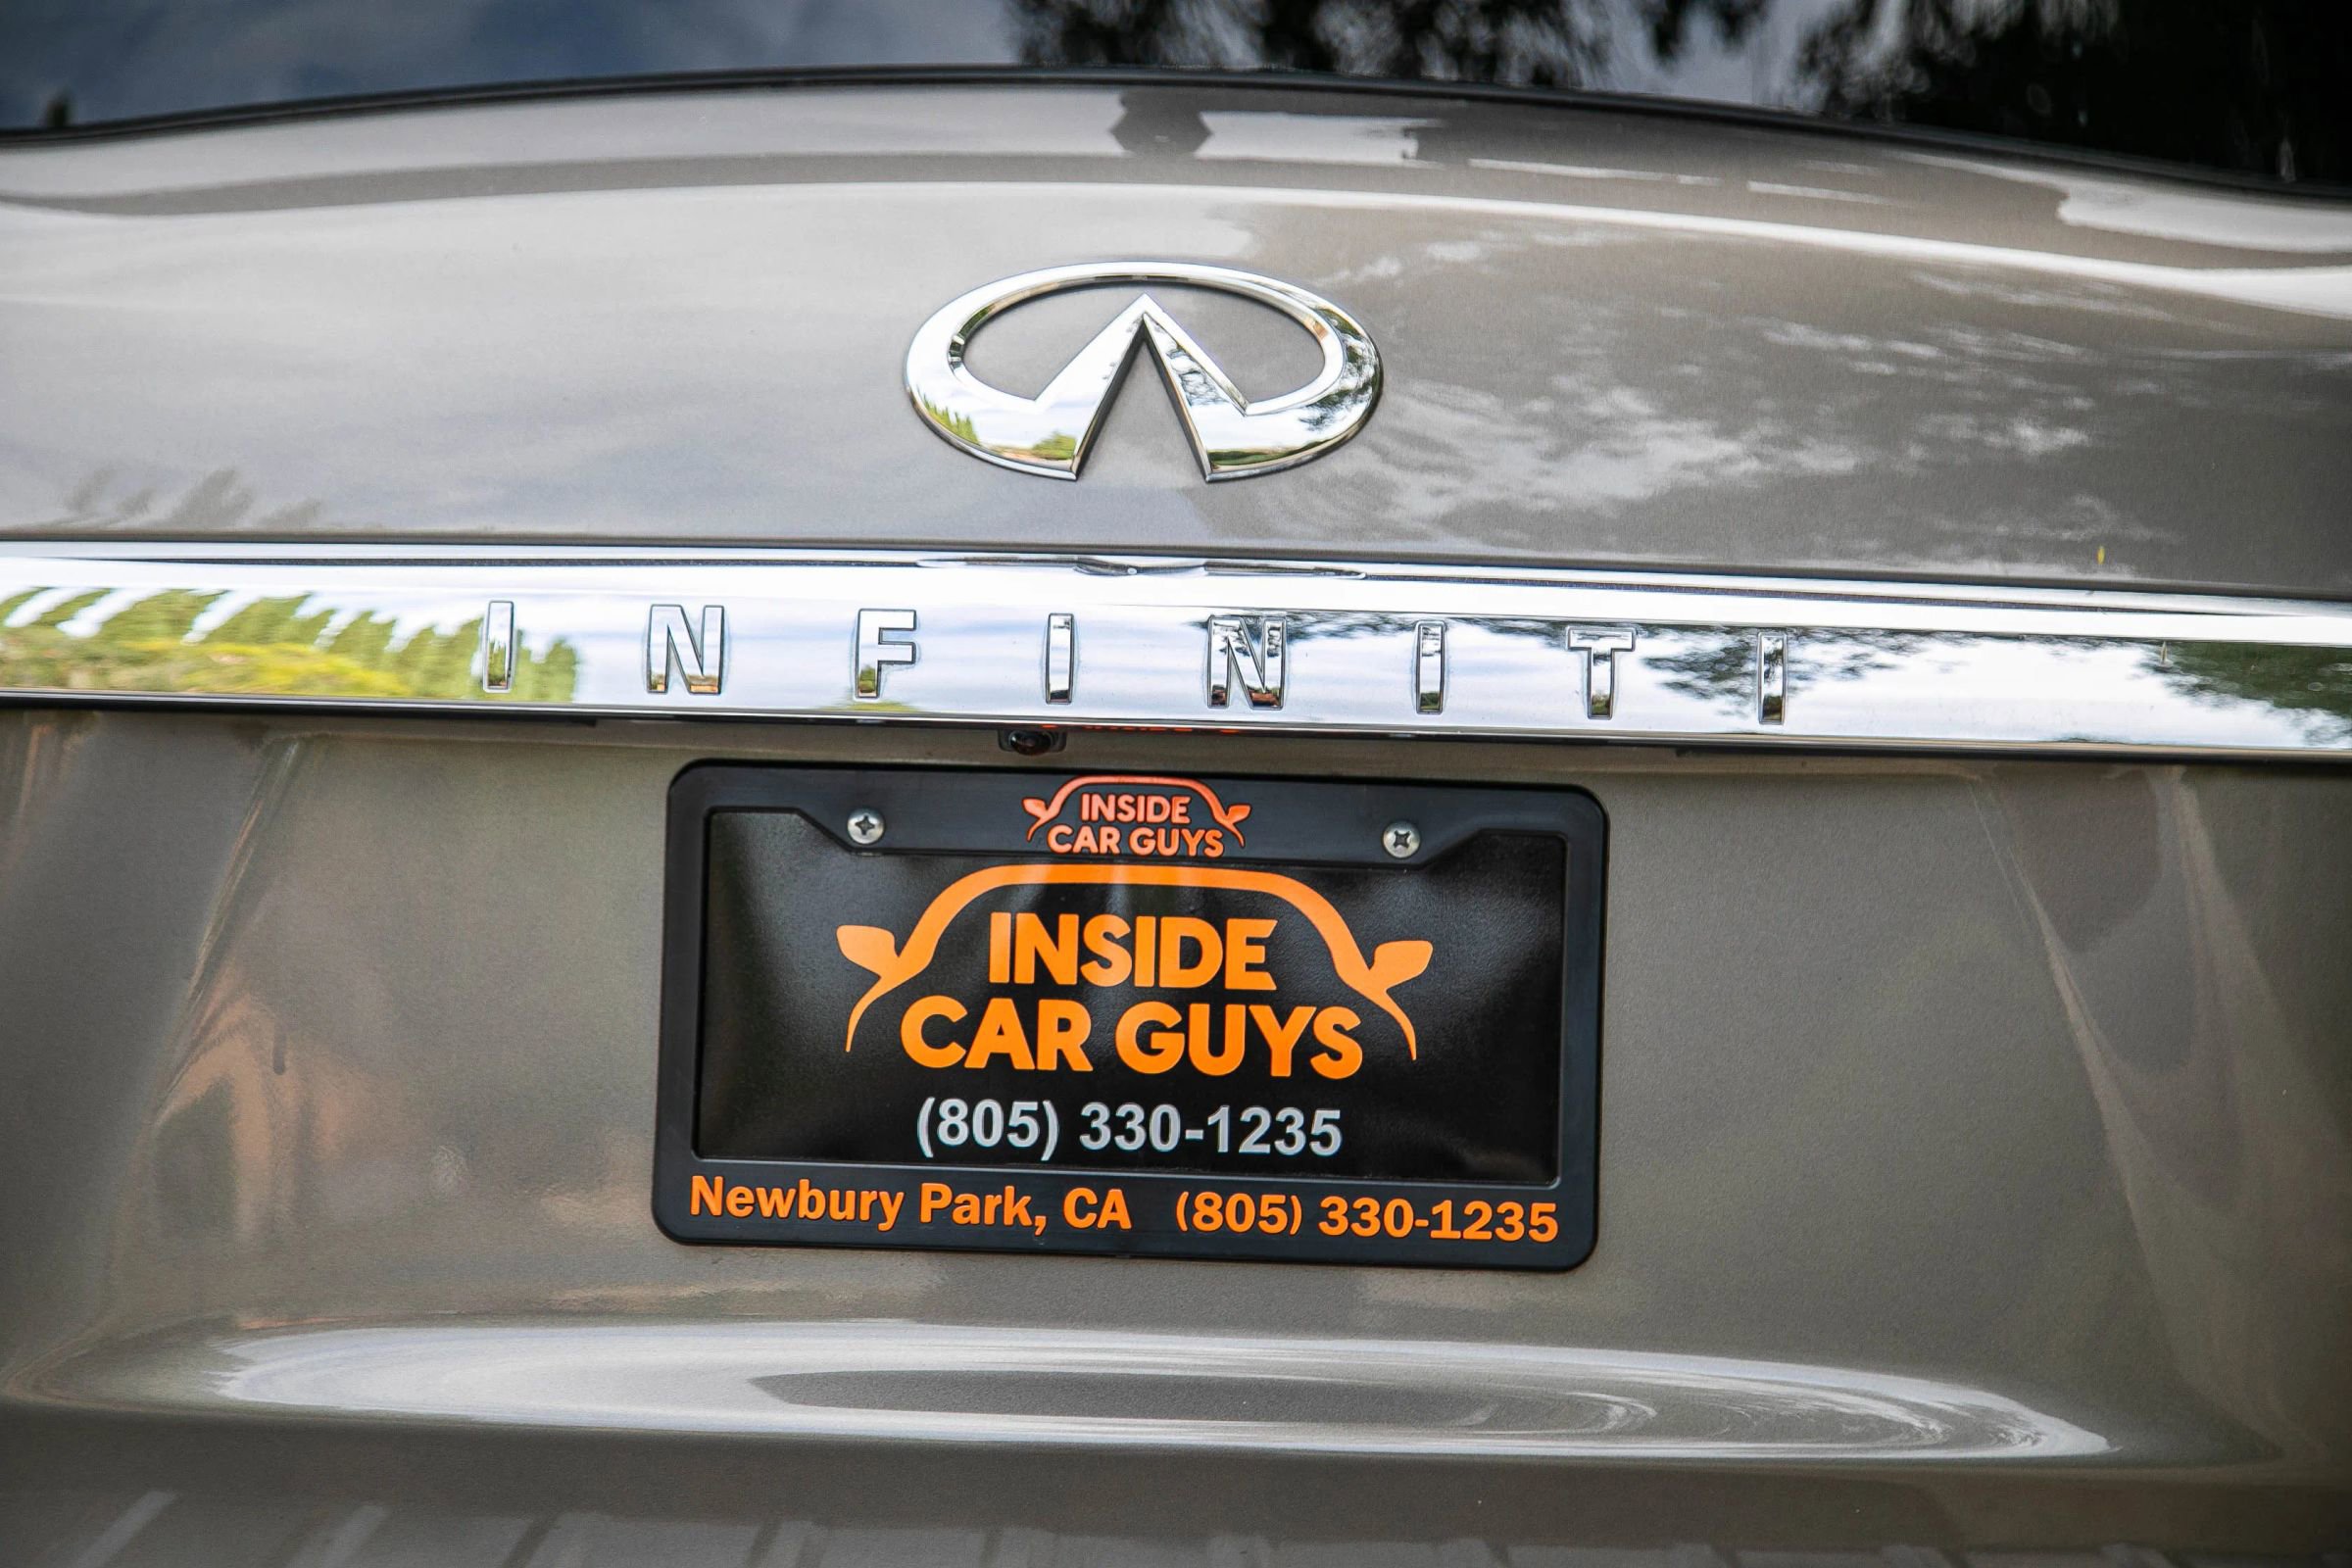 INFINITI
INSIDE
CAR GUYS
INSIDE
CAR GUYS
(805) 330-1235
Newbury Park, CA (805) 330-1235